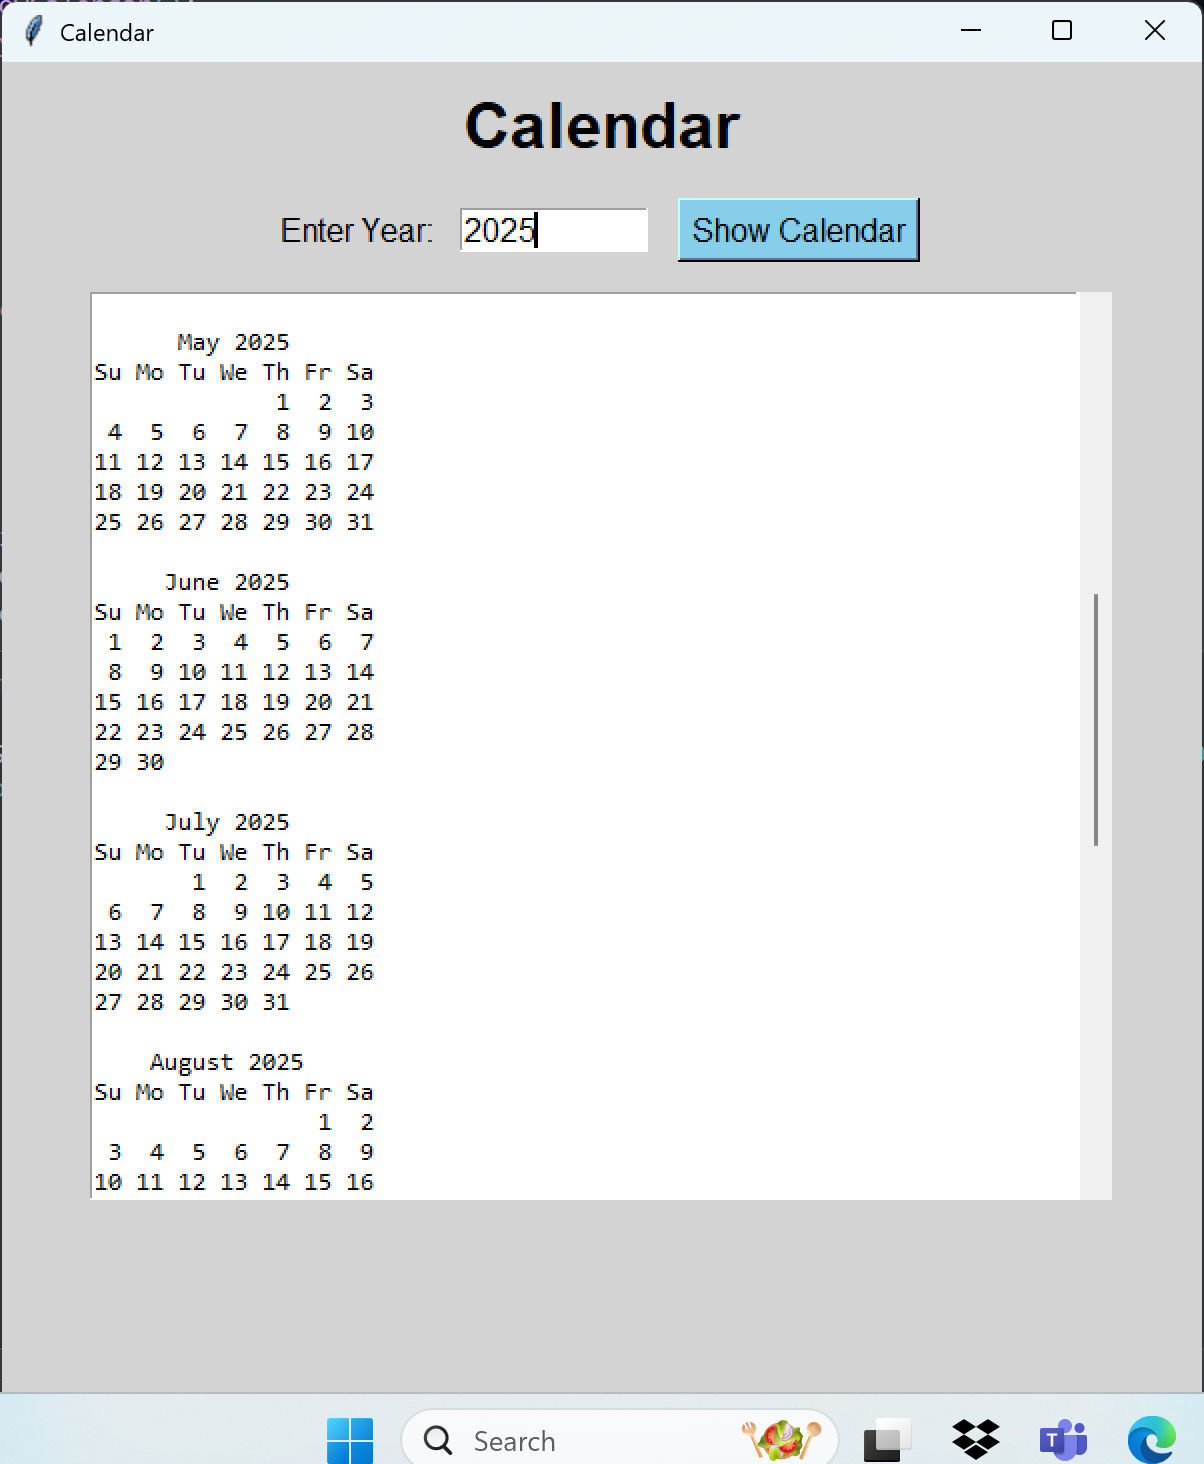 Calendar
Calendar
Enter Year: 2025 Show Calendar
May 2025
Su Mo Tu We Th Fr Sa
1 2 3
4 5 6 7 8 9 10
11 12 13 14 15 16 17
18 19 20 21 22 23 24
25 26 27 28 29 30 31
June 2025
Su Mo Tu We Th Fr Sa
1 2 3 4 5 6 7
8 9 10 11 12 13 14
15 16 17 18 19 20 21
22 23 24 25 26 27 28
29 30
July 2025
Su Mo Tu We Th Fr Sa
1 2 3 4 5
6 7 8 9 10 11 12
13 14 15 16 17 18 19
20 21 22 23 24 25 26
27 28 29 30 31
August 2025
Su Mo Tu We Th Fr Sa
1 2
3 4 5 6 7 8 9
10 11 12 13 14 15 16
Search
T